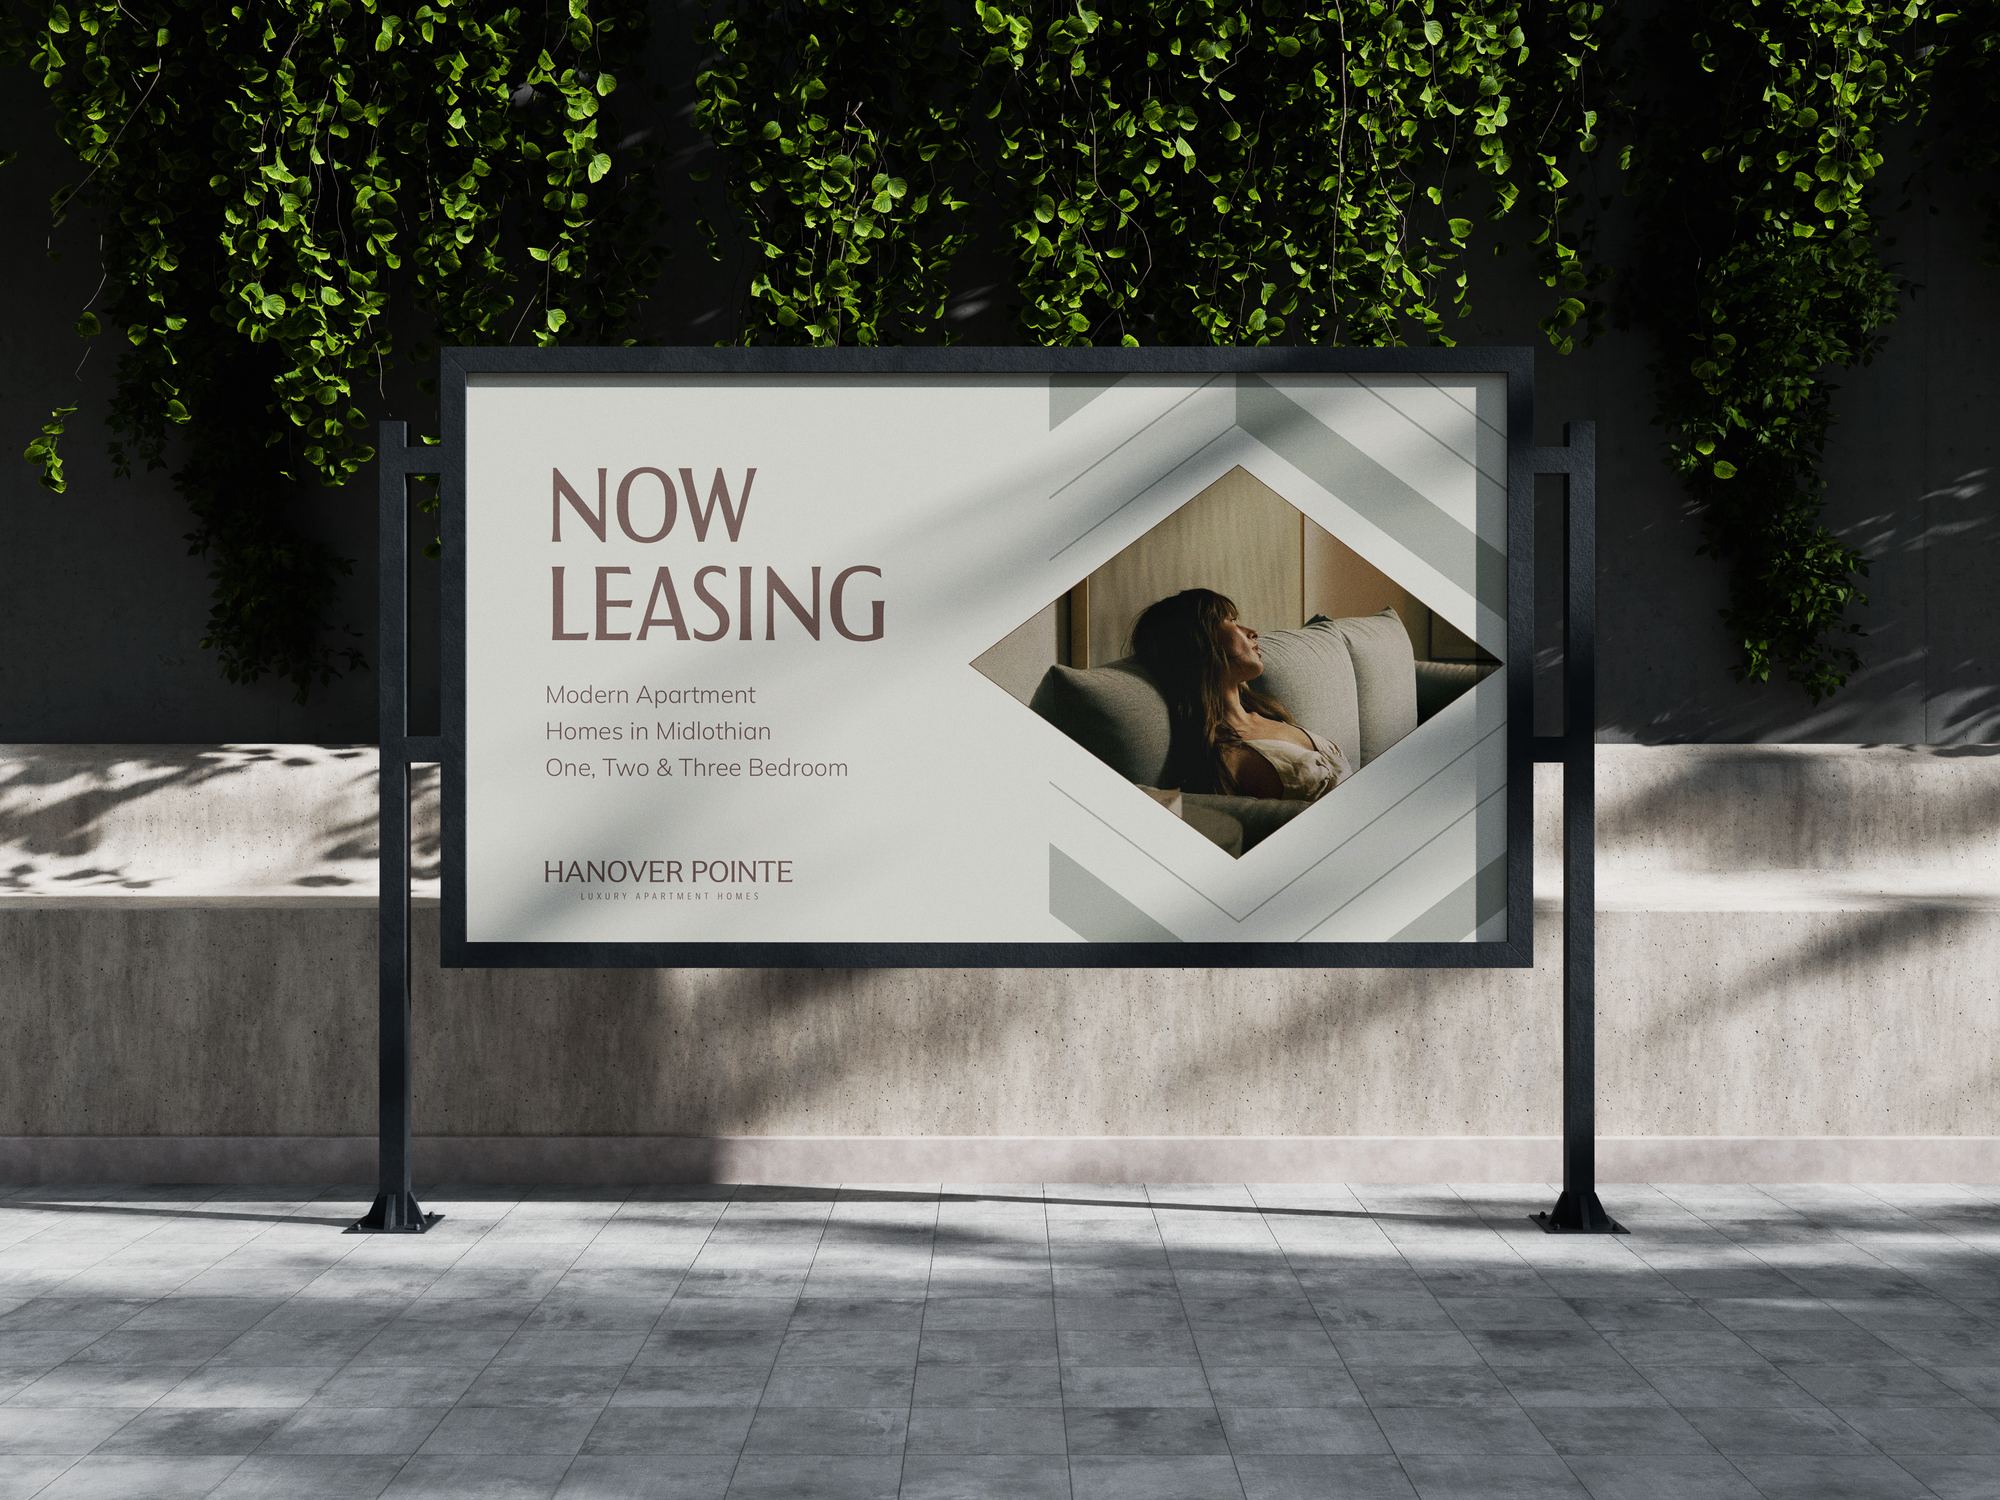 NOW
LEASING
Modern Apartment
Homes in Midlothian
One, Two & Three Bedroom
HANOVER POINTE
LUXURY APARTMENT HOMES